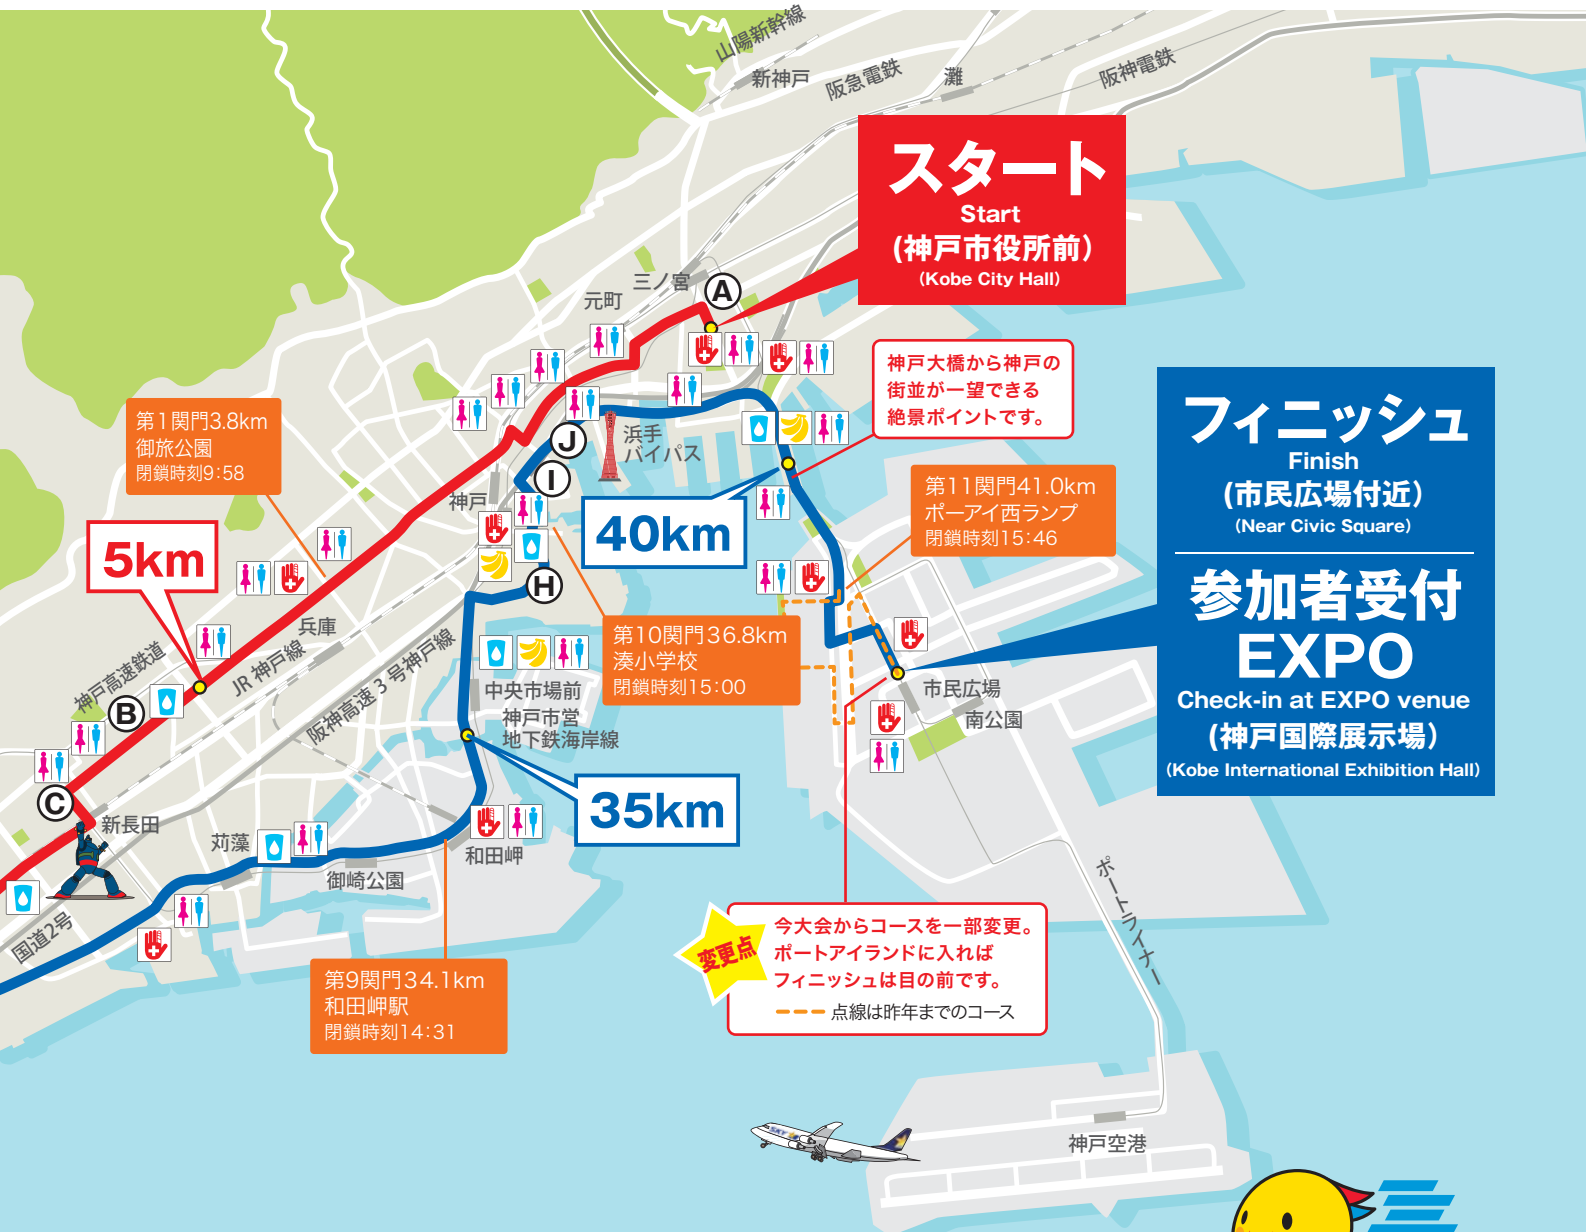 山陽新幹線
新神戸
阪急電鉄
灘
阪神電鉄
スタート
Start
(神戸市役所前)
(Kobe City Hall)
三ノ宮
A
元町
神戸大橋から神戸の
街並が一望できる
絶景ポイントです。
フィニッシュ
Finish
(市民広場付近)
(Near Civic Square)
参加者受付
EXPO
Check-in at EXPO venue
(神戸国際展示場)
(Kobe International Exhibition Hall)
第1関門3.8km
御旅公園
閉鎖時刻9:58
J
浜手
バイパス
I
神戸
40km
第11関門41.0km
ポーアイ西ランプ
閉鎖時刻15:46
5km
H
兵庫
第10関門36.8km
湊小学校
閉鎖時刻15:00
神戸高速鉄道
JR 神戸線
阪神高速3号神戸線
B
中央市場前
神戸市営
地下鉄海岸線
市民広場
南公園
35km
C
新長田
苅藻
御崎公園
和田岬
国道2号
ポートライナー
変更点
今大会からコースを一部変更。
ポートアイランドに入れば
フィニッシュは目の前です。
点線は昨年までのコース
第9関門34.1km
和田岬駅
閉鎖時刻14:31
SKY
神戸空港